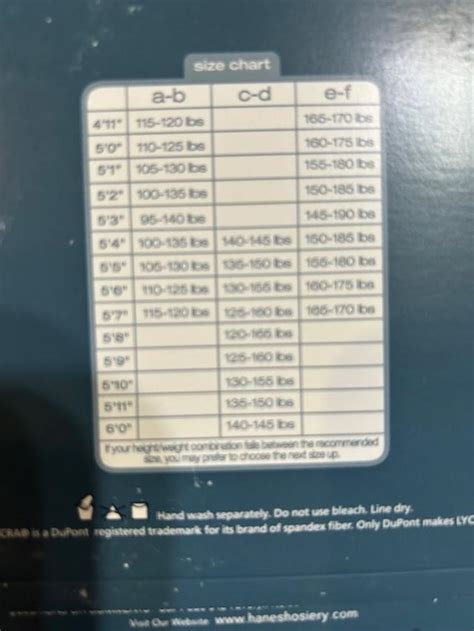 size chart
a-b c-d e-f
4'11" 115-120 lbs 165-170 lbs
5'0" 110-125 lbs 160-175 lbs
5'1" 105-130 lbs 155-180 lbs
5'2" 100-135 lbs 150-185 lbs
5'3" 95-140 lbs 145-190 lbs
5'4" 100-135 lbs 140-145 lbs 150-185 lbs
5'5" 105-130 lbs 135-150 lbs 155-180 lbs
5'6" 110-125 lbs 130-155 lbs 160-175 lbs
5'7" 115-120 lbs 125-160 lbs 165-170 lbs
5'8" 120-165 lbs
5'9" 125-160 lbs
5'10" 130-155 lbs
5'11" 135-150 lbs
6'0" 140-145 lbs
If your height/weight combination falls between the recommended
size, you may prefer to choose the next size up.
Hand wash separately. Do not use bleach. Line dry.
CRA® is a DuPont registered trademark for its brand of spandex fiber. Only DuPont makes LYC
Visit Our Website www.haneshosiery.com